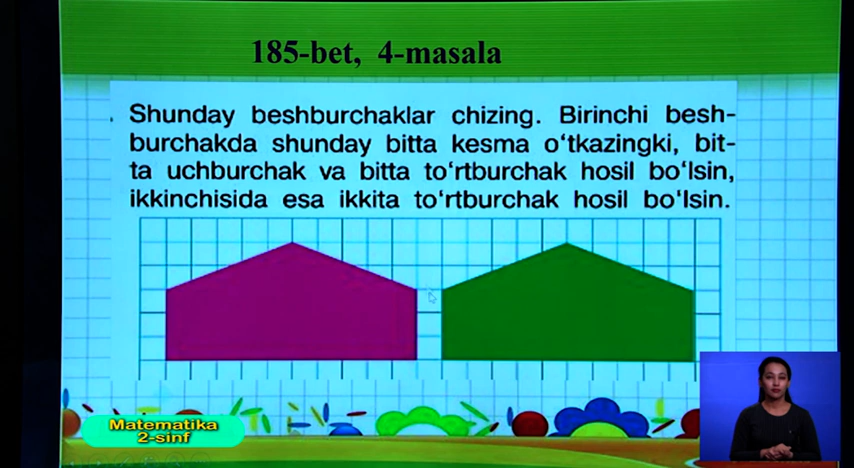 185-bet, 4-masala
Shunday beshburchaklar chizing. Birinchi besh-
burchakda shunday bitta kesma o‘tkazingki, bit-
ta uchburchak va bitta to‘rtburchak hosil bo‘lsin,
ikkinchisida esa ikkita to‘rtburchak hosil bo‘lsin.
Matematika
2-sinf